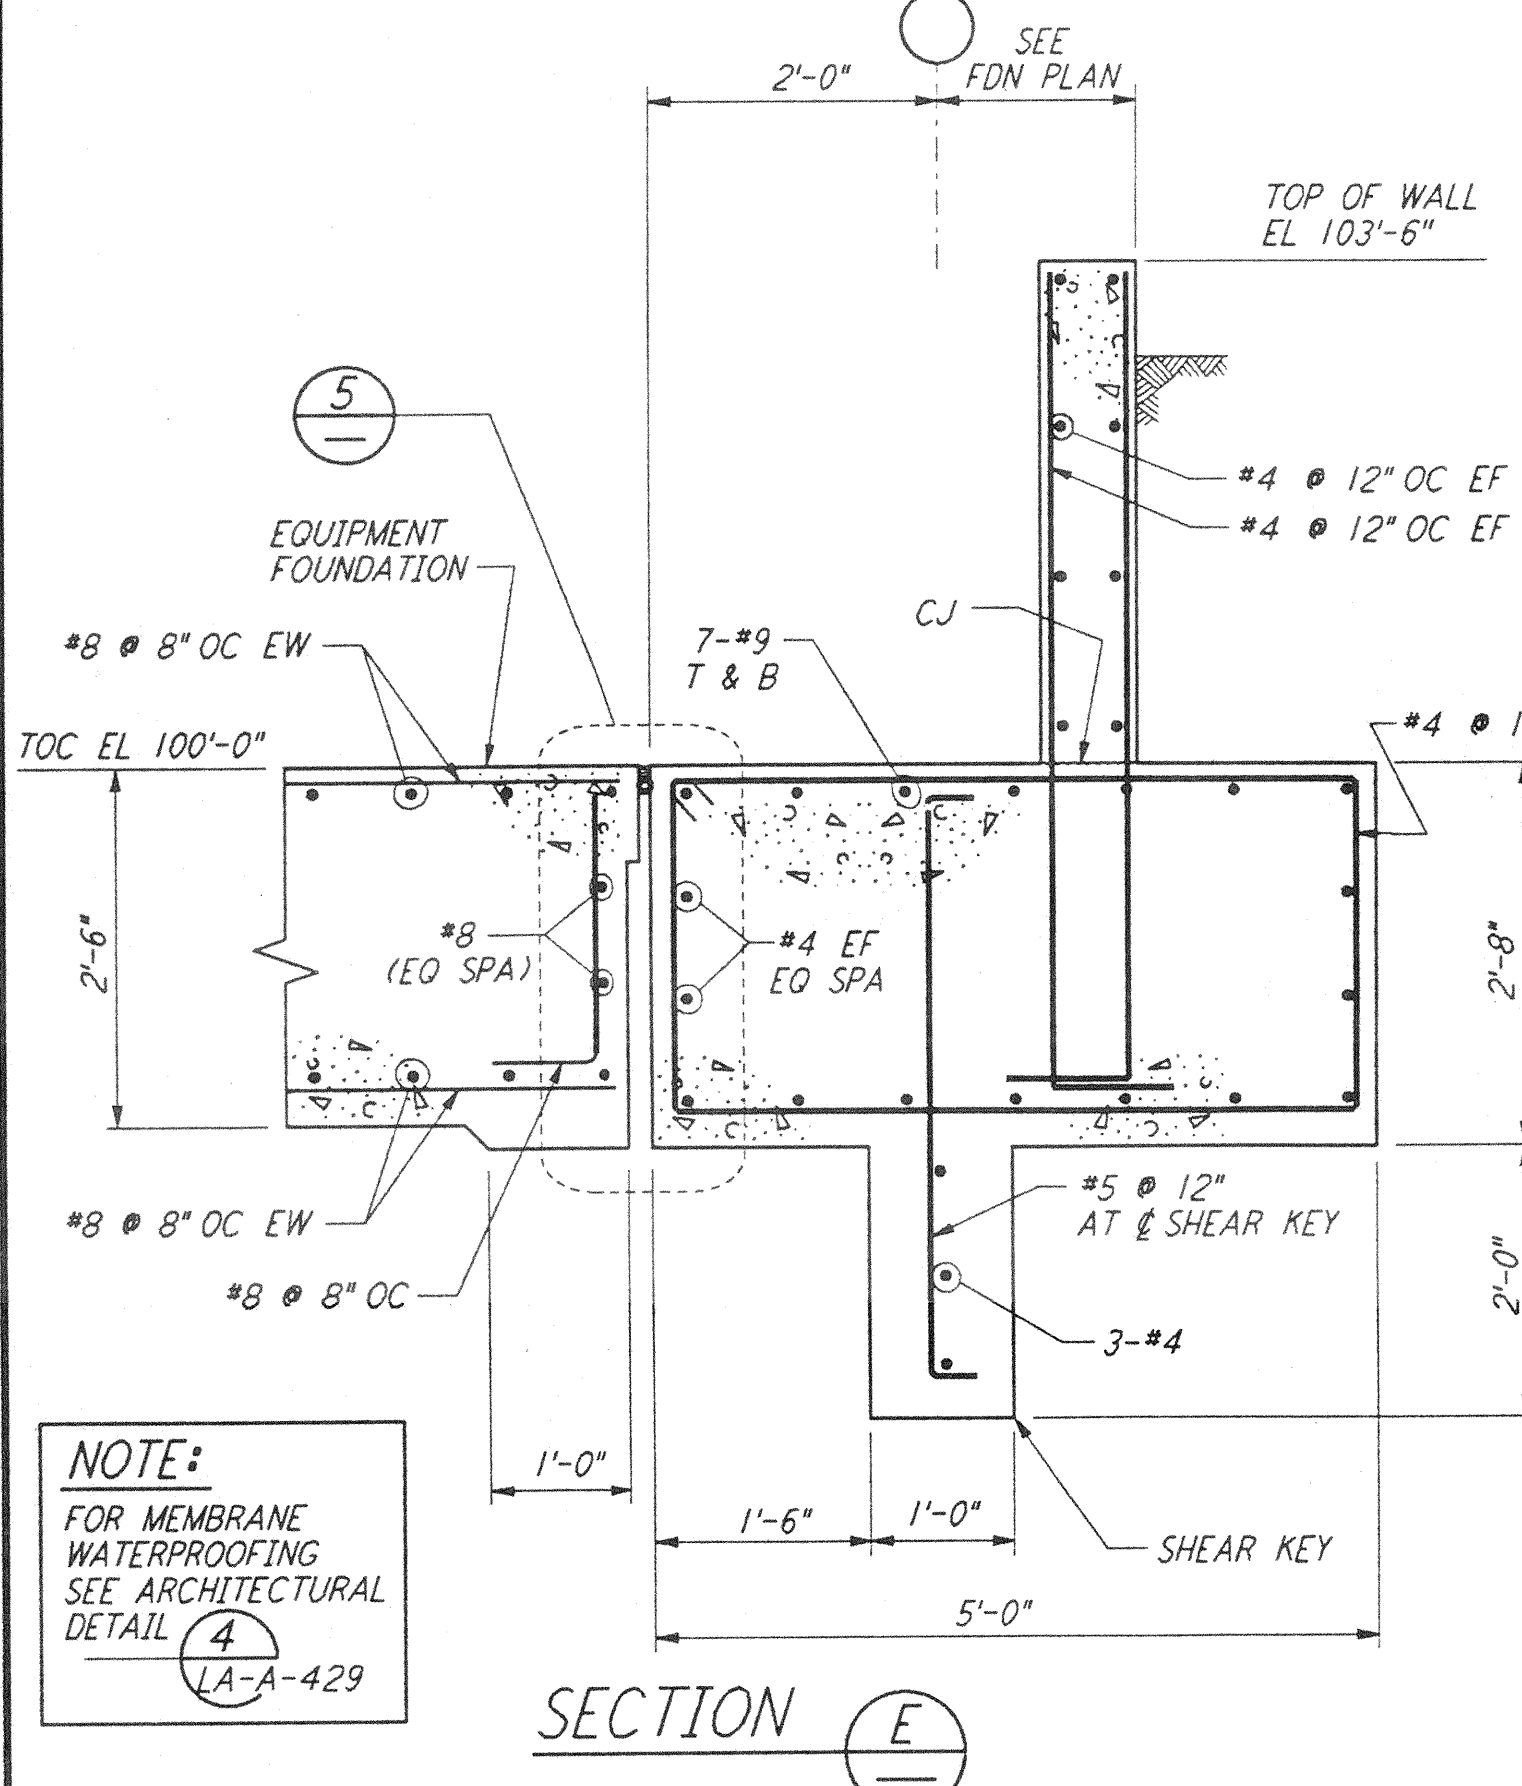 SEE
FDN PLAN
2'-0"
TOP OF WALL
EL 103'-6"
5
EQUIPMENT
FOUNDATION
#4 @ 12" OC EF
#4 @ 12" OC EF
CJ
#8 @ 8" OC EW
7-#9
T & B
#4 @ 1
TOC EL 100'-0"
2'-6"
#8
(EQ SPA)
#4 EF
EQ SPA
2'-8"
#8 @ 8" OC EW
#5 @ 12"
AT ℄ SHEAR KEY
#8 @ 8" OC
2'-0"
3-#4
NOTE:
FOR MEMBRANE
WATERPROOFING
SEE ARCHITECTURAL
DETAIL 4
LA-A-429
1'-0"
1'-6"
1'-0"
SHEAR KEY
5'-0"
SECTION E